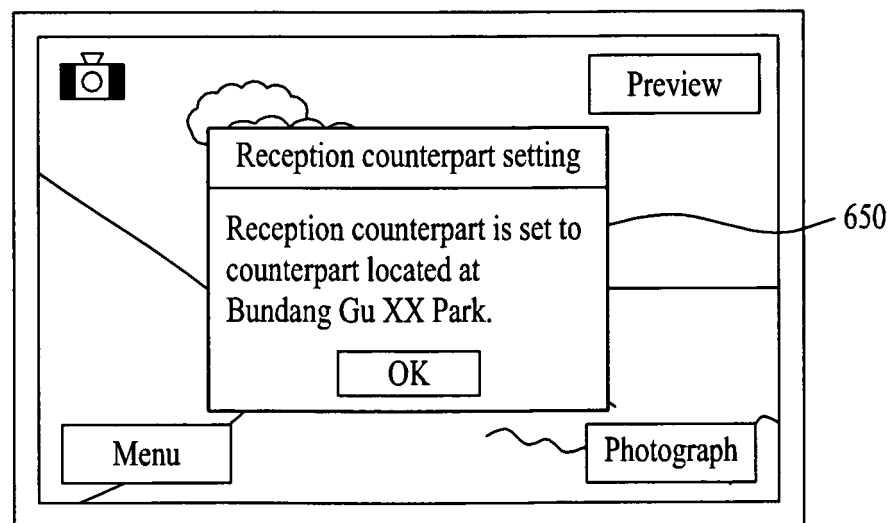 Preview
Reception counterpart setting
Reception counterpart is set to
counterpart located at
Bundang Gu XX Park.
OK
650
Menu
Photograph